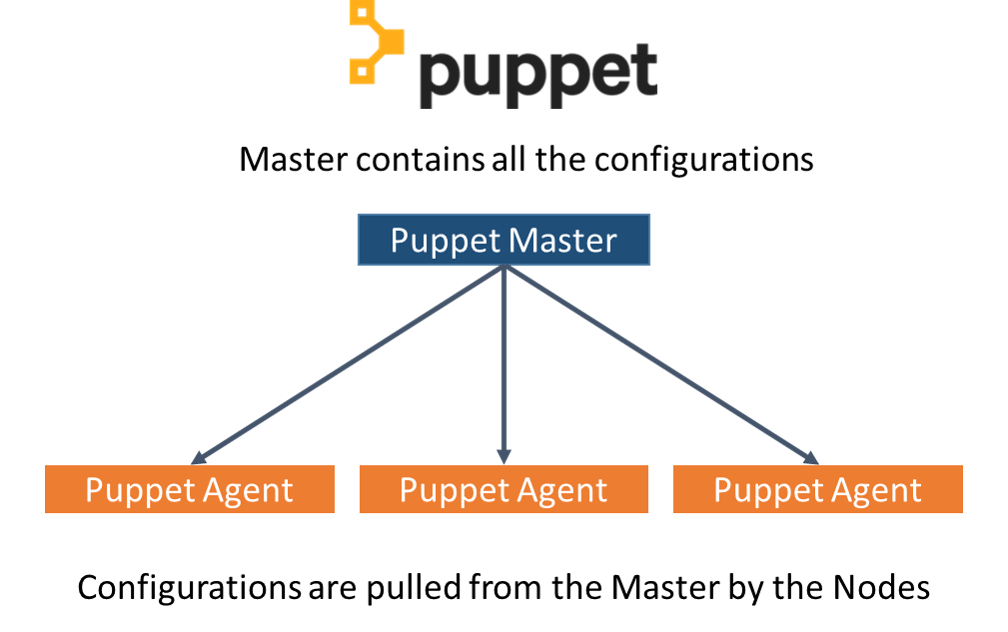 puppet
Master contains all the configurations
Puppet Master
Puppet Agent
Puppet Agent
Puppet Agent
Configurations are pulled from the Master by the Nodes